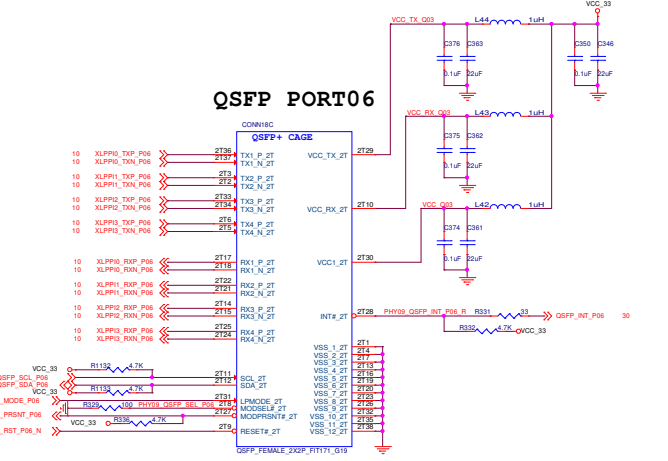 VCC_33
VCC_TX_Q03 L44 1uH
C376 C363 C350 C346
0.1uF 22uF 0.1uF 22uF
QSFP PORT06
CONN18C
QSFP+ CAGE
VCC_RX_Q03 L43 1uH
C375 C362
0.1uF 22uF
VCC_Q03 L42 1uH
C374 C361
0.1uF 22uF
10 XLPPI0_TXP_P06 2T36 TX1_P_2T VCC_TX_2T 2T29
10 XLPPI0_TXN_P06 2T37 TX1_N_2T
10 XLPPI1_TXP_P06 2T3 TX2_P_2T
10 XLPPI1_TXN_P06 2T2 TX2_N_2T
10 XLPPI2_TXP_P06 2T33 TX3_P_2T
10 XLPPI2_TXN_P06 2T34 TX3_N_2T VCC_RX_2T 2T10
10 XLPPI3_TXP_P06 2T6 TX4_P_2T
10 XLPPI3_TXN_P06 2T5 TX4_N_2T
10 XLPPI0_RXP_P06 2T17 RX1_P_2T VCC1_2T 2T30
10 XLPPI0_RXN_P06 2T18 RX1_N_2T
10 XLPPI1_RXP_P06 2T22 RX2_P_2T
10 XLPPI1_RXN_P06 2T21 RX2_N_2T
10 XLPPI2_RXP_P06 2T14 RX3_P_2T
10 XLPPI2_RXN_P06 2T15 RX3_N_2T INT#_2T 2T28 PHY09_QSFP_INT_P06_R R331 33 QSFP_INT_P06 30
10 XLPPI3_RXP_P06 2T25 RX4_P_2T R332 4.7K VCC_33
10 XLPPI3_RXN_P06 2T24 RX4_N_2T
VSS_1_2T 2T1
VSS_2_2T 2T4
VSS_3_2T 2T7
VSS_4_2T 2T13
VSS_5_2T 2T16
VSS_6_2T 2T19
VSS_7_2T 2T20
VSS_8_2T 2T23
VSS_9_2T 2T26
VSS_10_2T 2T32
VSS_11_2T 2T35
VSS_12_2T 2T38
VCC_33 R1132 4.7K
QSFP_SCL_P06 2T11 SCL_2T
QSFP_SDA_P06 2T12 SDA_2T
VCC_33 R1133 4.7K
_MODE_P06 2T31 LPMODE_2T
R329 100 PHY09_QSFP_SEL_P06 2T8 MODSEL#_2T
_PRSNT_P06 2T27 MODPRSNT#_2T
VCC_33 R336 4.7K
_RST_P06_N 2T9 RESET#_2T
QSFP_FEMALE_2X2P_FIT171_G19